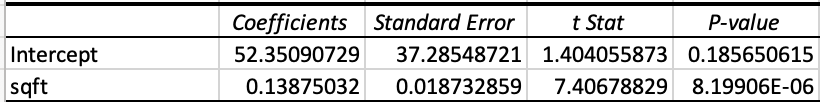 Coefficients Standard Error t Stat P-value
Intercept 52.35090729 37.28548721 1.404055873 0.185650615
sqft 0.13875032 0.018732859 7.40678829 8.19906E-06